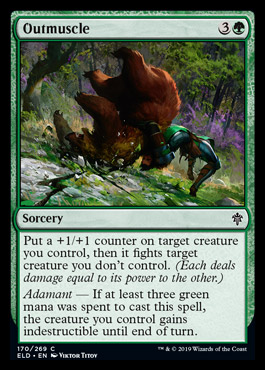 Outmuscle 3
Sorcery
Put a +1/+1 counter on target creature
you control, then it fights target
creature you don't control. (Each deals
damage equal to its power to the other.)
Adamant — If at least three green
mana was spent to cast this spell,
the creature you control gains
indestructible until end of turn.
170/269 C
ELD • EN Viktor Titov
™ & © 2019 Wizards of the Coast